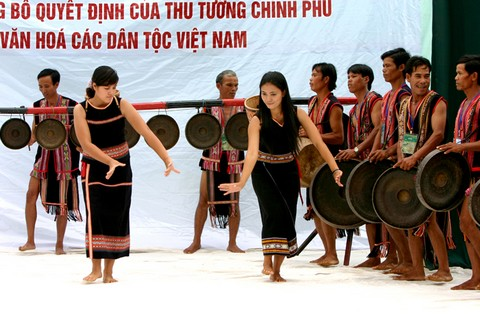 G BỐ QUYẾT ĐỊNH CỦA THỦ TƯỚNG CHÍNH PHỦ
VĂN HOÁ CÁC DÂN TỘC VIỆT NAM